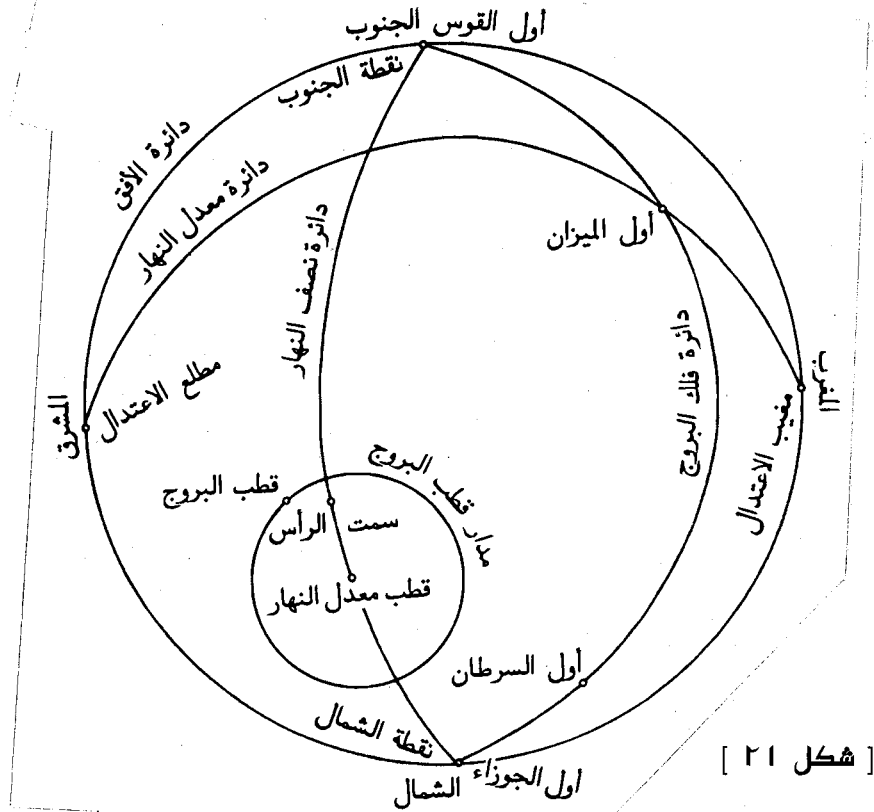 أول القوس الجنوب
نقطة الجنوب
دائرة الأفق
دائرة معدل النهار
دائرة نصف النهار
أول الميزان
دائرة فلك البروج
المغرب
مغيب الاعتدال
مطلع الاعتدال
المشرق
قطب البروج
مدار قطب البروج
سمت الرأس
قطب معدل النهار
أول السرطان
نقطة الشمال
أول الجوزاء الشمال
[ شكل ٢١ ]